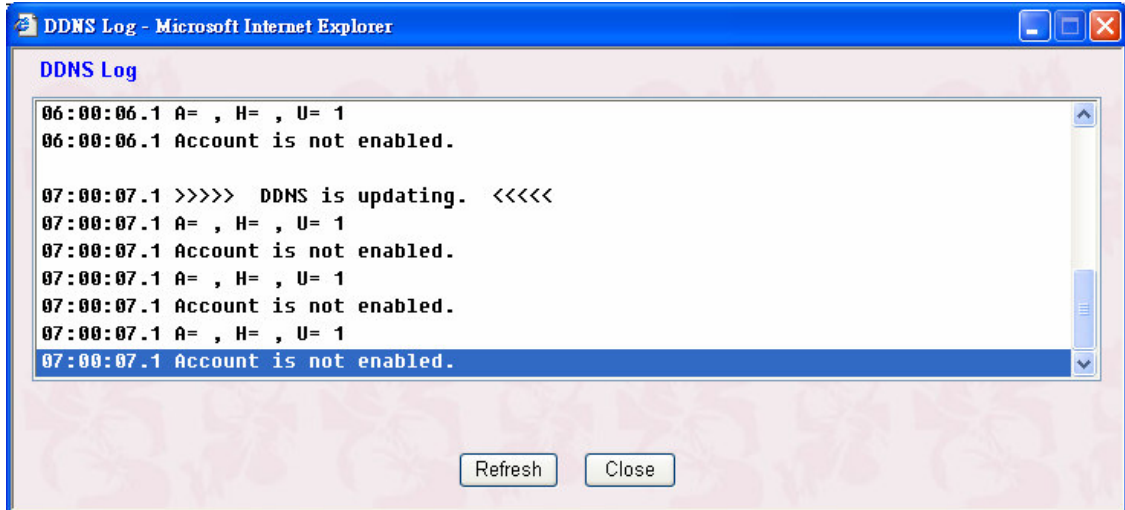 DDNS Log - Microsoft Internet Explorer
DDNS Log
06:00:06.1 A= , H= , U= 1
06:00:06.1 Account is not enabled.
07:00:07.1 >>>>>  DDNS is updating.  <<<<<
07:00:07.1 A= , H= , U= 1
07:00:07.1 Account is not enabled.
07:00:07.1 A= , H= , U= 1
07:00:07.1 Account is not enabled.
07:00:07.1 A= , H= , U= 1
07:00:07.1 Account is not enabled.
Refresh Close